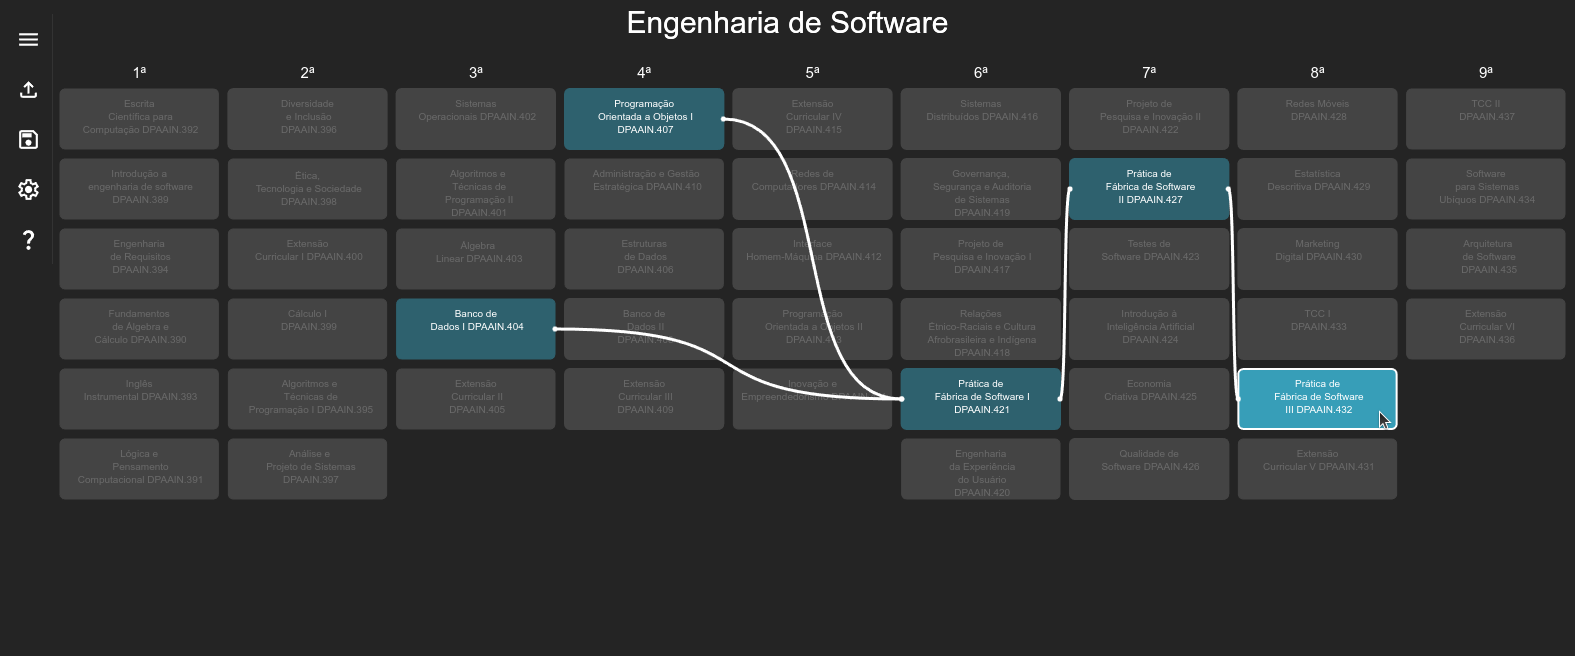 Engenharia de Software
1ª
2ª
3ª
4ª
5ª
6ª
7ª
8ª
9ª
Escrita
Científica para
Computação DPAAIN.392
Diversidade
e Inclusão
DPAAIN.396
Sistemas
Operacionais DPAAIN.402
Programação
Orientada a Objetos I
DPAAIN.407
Extensão
Curricular IV
DPAAIN.415
Sistemas
Distribuídos DPAAIN.416
Projeto de
Pesquisa e Inovação II
DPAAIN.422
Redes Móveis
DPAAIN.428
TCC II
DPAAIN.437
Introdução a
engenharia de software
DPAAIN.389
Ética,
Tecnologia e Sociedade
DPAAIN.398
Algoritmos e
Técnicas de
Programação II
DPAAIN.401
Administração e Gestão
Estratégica DPAAIN.410
Redes de
Computadores DPAAIN.414
Governança,
Segurança e Auditoria
de Sistemas
DPAAIN.419
Prática de
Fábrica de Software
II DPAAIN.427
Estatística
Descritiva DPAAIN.429
Software
para Sistemas
Ubíquos DPAAIN.434
Engenharia
de Requisitos
DPAAIN.394
Extensão
Curricular I DPAAIN.400
Álgebra
Linear DPAAIN.403
Estruturas
de Dados
DPAAIN.406
Interface
Homem-Máquina DPAAIN.412
Projeto de
Pesquisa e Inovação I
DPAAIN.417
Testes de
Software DPAAIN.423
Marketing
Digital DPAAIN.430
Arquitetura
de Software
DPAAIN.435
Fundamentos
de Álgebra e
Cálculo DPAAIN.390
Cálculo I
DPAAIN.399
Banco de
Dados I DPAAIN.404
Banco de
Dados II
Programação
Orientada a Objetos II
Relações
Étnico-Raciais e Cultura
Afrobrasileira e Indígena
DPAAIN.418
Introdução à
Inteligência Artificial
DPAAIN.424
TCC I
DPAAIN.433
Extensão
Curricular VI
DPAAIN.436
Inglês
Instrumental DPAAIN.393
Algoritmos e
Técnicas de
Programação I DPAAIN.395
Extensão
Curricular II
DPAAIN.405
Extensão
Curricular III
DPAAIN.409
Inovação e
Empreendedorismo
Prática de
Fábrica de Software I
DPAAIN.421
Economia
Criativa DPAAIN.425
Prática de
Fábrica de Software
III DPAAIN.432
Lógica e
Pensamento
Computacional DPAAIN.391
Análise e
Projeto de Sistemas
DPAAIN.397
Engenharia
da Experiência
do Usuário
DPAAIN.420
Qualidade de
Software DPAAIN.426
Extensão
Curricular V DPAAIN.431